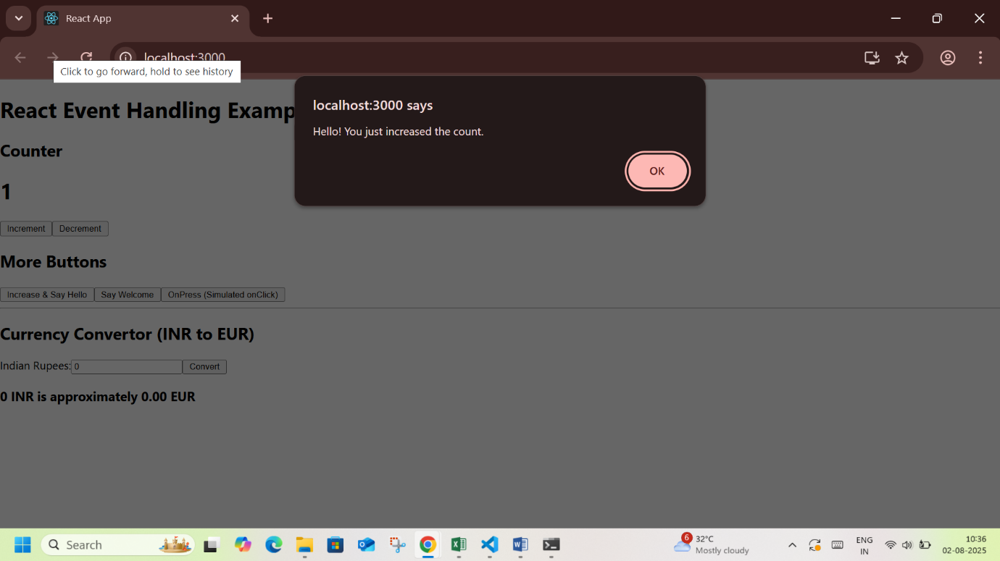 React App
localhost:3000
Click to go forward, hold to see history
localhost:3000 says
Hello! You just increased the count.
OK
React Event Handling Examp
Counter
1
Increment Decrement
More Buttons
Increase & Say Hello Say Welcome OnPress (Simulated onClick)
Currency Convertor (INR to EUR)
Indian Rupees: 0 Convert
0 INR is approximately 0.00 EUR
Search
6 32°C
Mostly cloudy
ENG
IN
10:36
02-08-2025